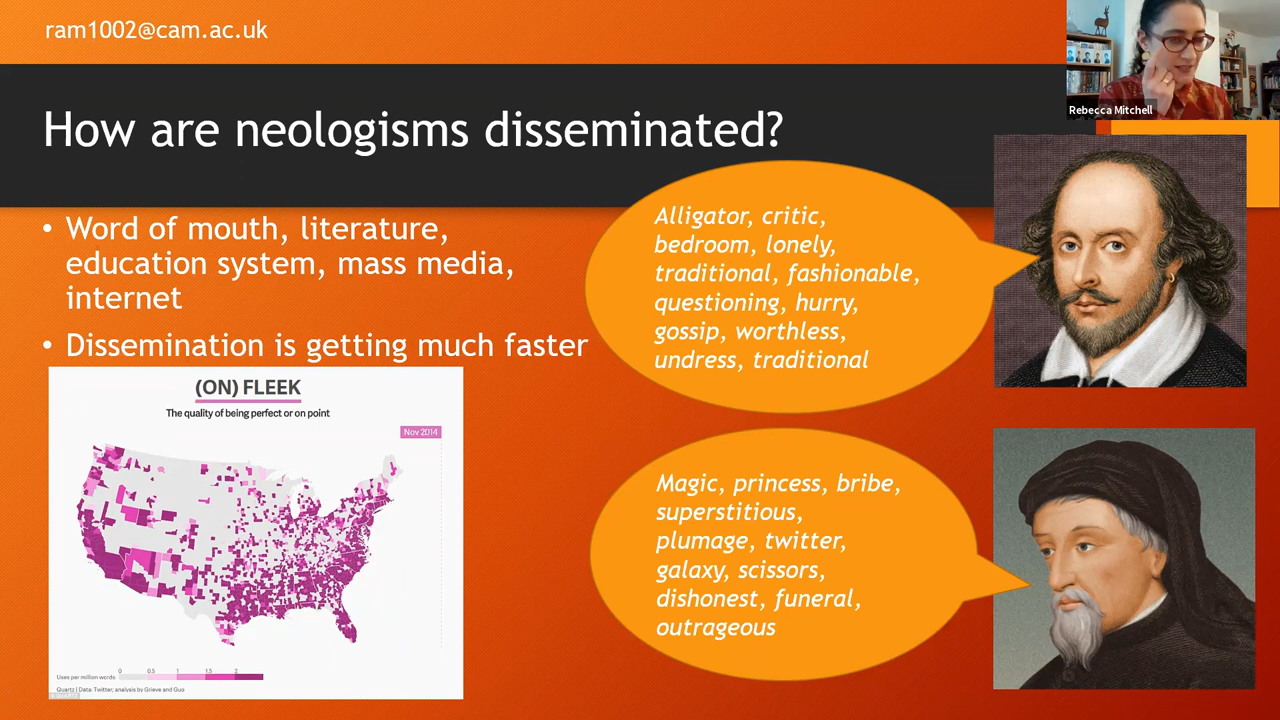 ram1002@cam.ac.uk
Rebecca Mitchell
How are neologisms disseminated?
• Word of mouth, literature,
education system, mass media,
internet
• Dissemination is getting much faster
Alligator, critic,
bedroom, lonely,
traditional, fashionable,
questioning, hurry,
gossip, worthless,
undress, traditional
(ON) FLEEK
The quality of being perfect or on point
Nov 2014
Uses per million words
0 0.5 1 1.5 2
Quartz | Data: Twitter; analysis by Grieve and Guo
Magic, princess, bribe,
superstitious,
plumage, twitter,
galaxy, scissors,
dishonest, funeral,
outrageous